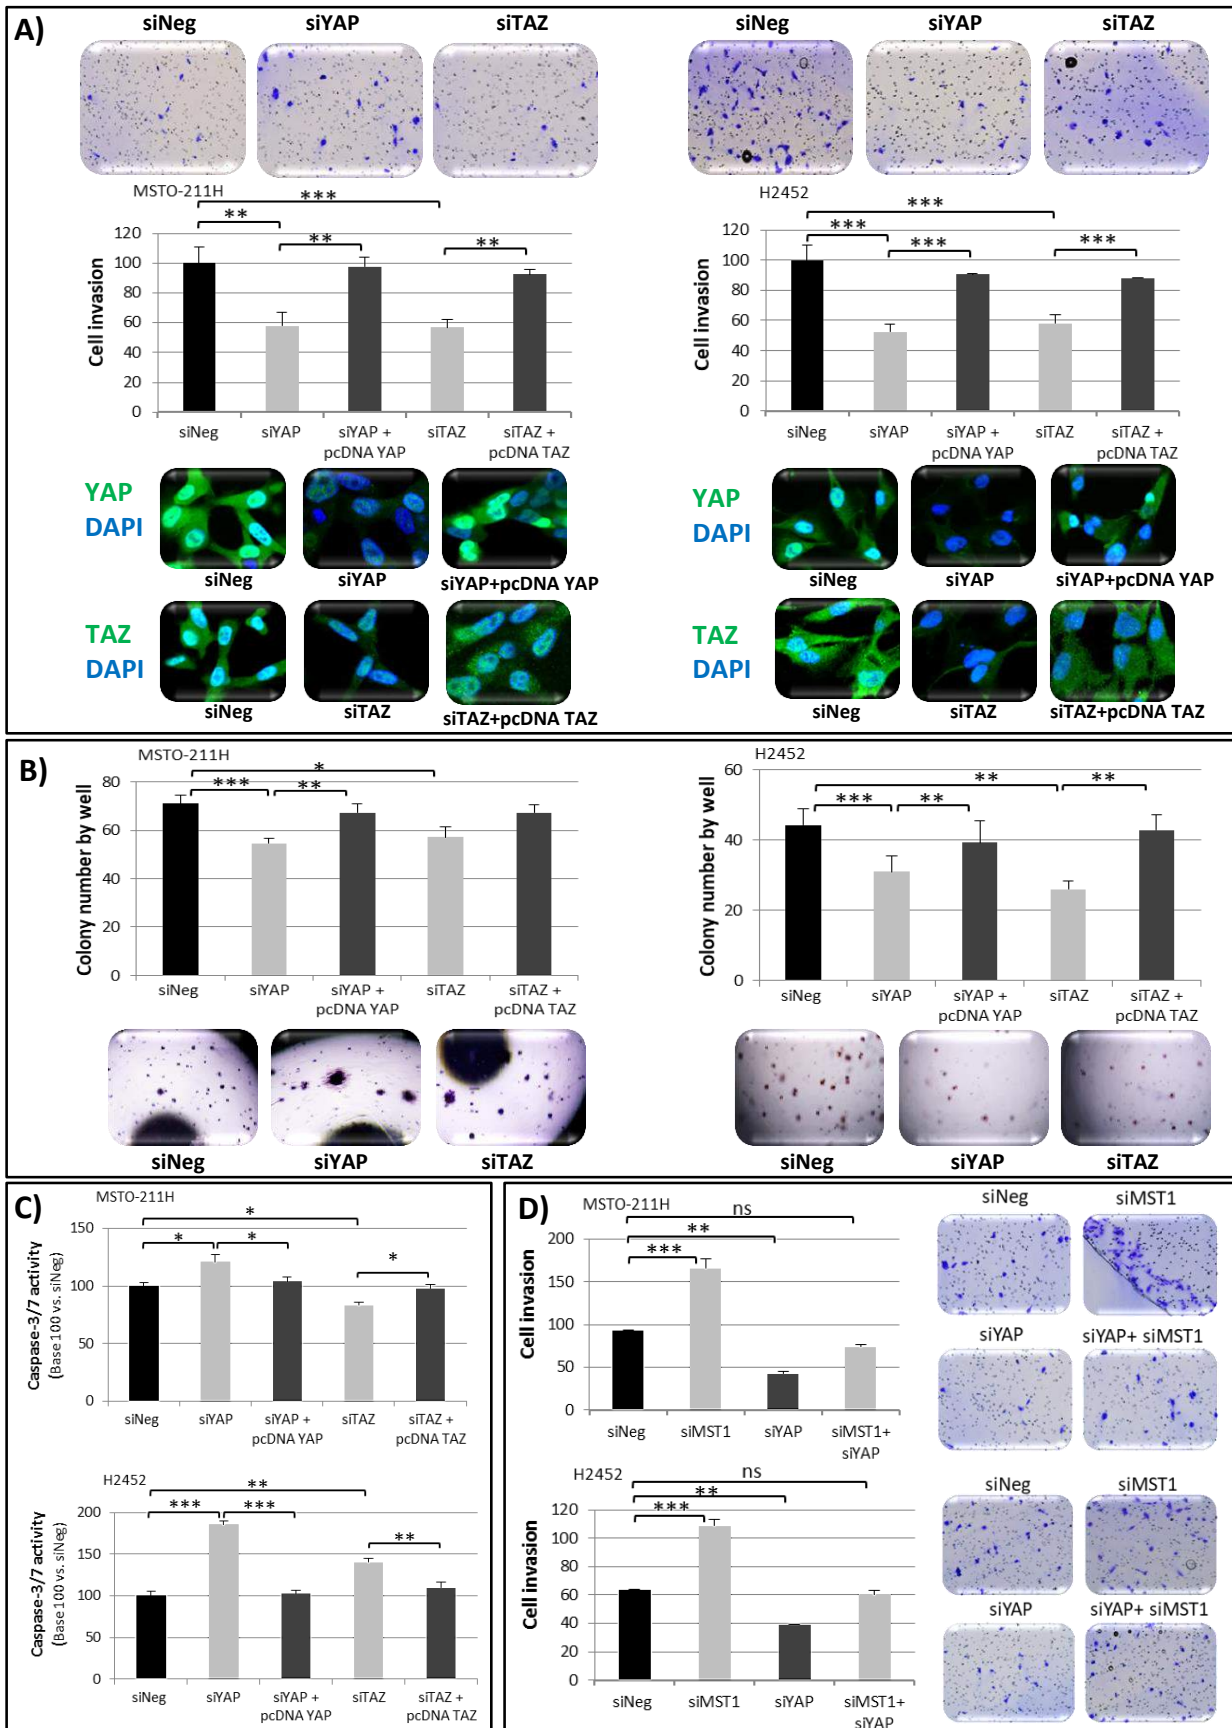 A)
siNeg siYAP siTAZ
MSTO-211H
*** ** ** **
Cell invasion
120
100
80
60
40
20
0
siNeg siYAP siYAP + siTAZ siTAZ +
pcDNA YAP pcDNA TAZ
YAP
DAPI
siNeg siYAP siYAP+pcDNA YAP
TAZ
DAPI
siNeg siTAZ siTAZ+pcDNA TAZ
siNeg siYAP siTAZ
H2452
*** *** *** ***
Cell invasion
120
100
80
60
40
20
0
siNeg siYAP siYAP + siTAZ siTAZ +
pcDNA YAP pcDNA TAZ
YAP
DAPI
siNeg siYAP siYAP+pcDNA YAP
TAZ
DAPI
siNeg siTAZ siTAZ+pcDNA TAZ
B)
MSTO-211H
* *** **
Colony number by well
80
60
40
20
0
siNeg siYAP siYAP + siTAZ siTAZ +
pcDNA YAP pcDNA TAZ
siNeg siYAP siTAZ
H2452
** ** *** **
Colony number by well
60
40
20
0
siNeg siYAP siYAP + siTAZ siTAZ +
pcDNA YAP pcDNA TAZ
siNeg siYAP siTAZ
C)
MSTO-211H
* * * *
Caspase-3/7 activity
(Base 100 vs. siNeg)
150
100
50
0
siNeg siYAP siYAP + siTAZ siTAZ +
pcDNA YAP pcDNA TAZ
H2452
** *** *** **
Caspase-3/7 activity
(Base 100 vs. siNeg)
200
150
100
50
0
siNeg siYAP siYAP + siTAZ siTAZ +
pcDNA YAP pcDNA TAZ
D)
MSTO-211H
ns
**
***
Cell invasion
200
150
100
50
0
siNeg siMST1 siYAP siMST1+
siYAP
siNeg siMST1
siYAP siYAP+ siMST1
H2452
ns
**
***
Cell invasion
120
100
80
60
40
20
0
siNeg siMST1 siYAP siMST1+
siYAP
siNeg siMST1
siYAP siYAP+ siMST1